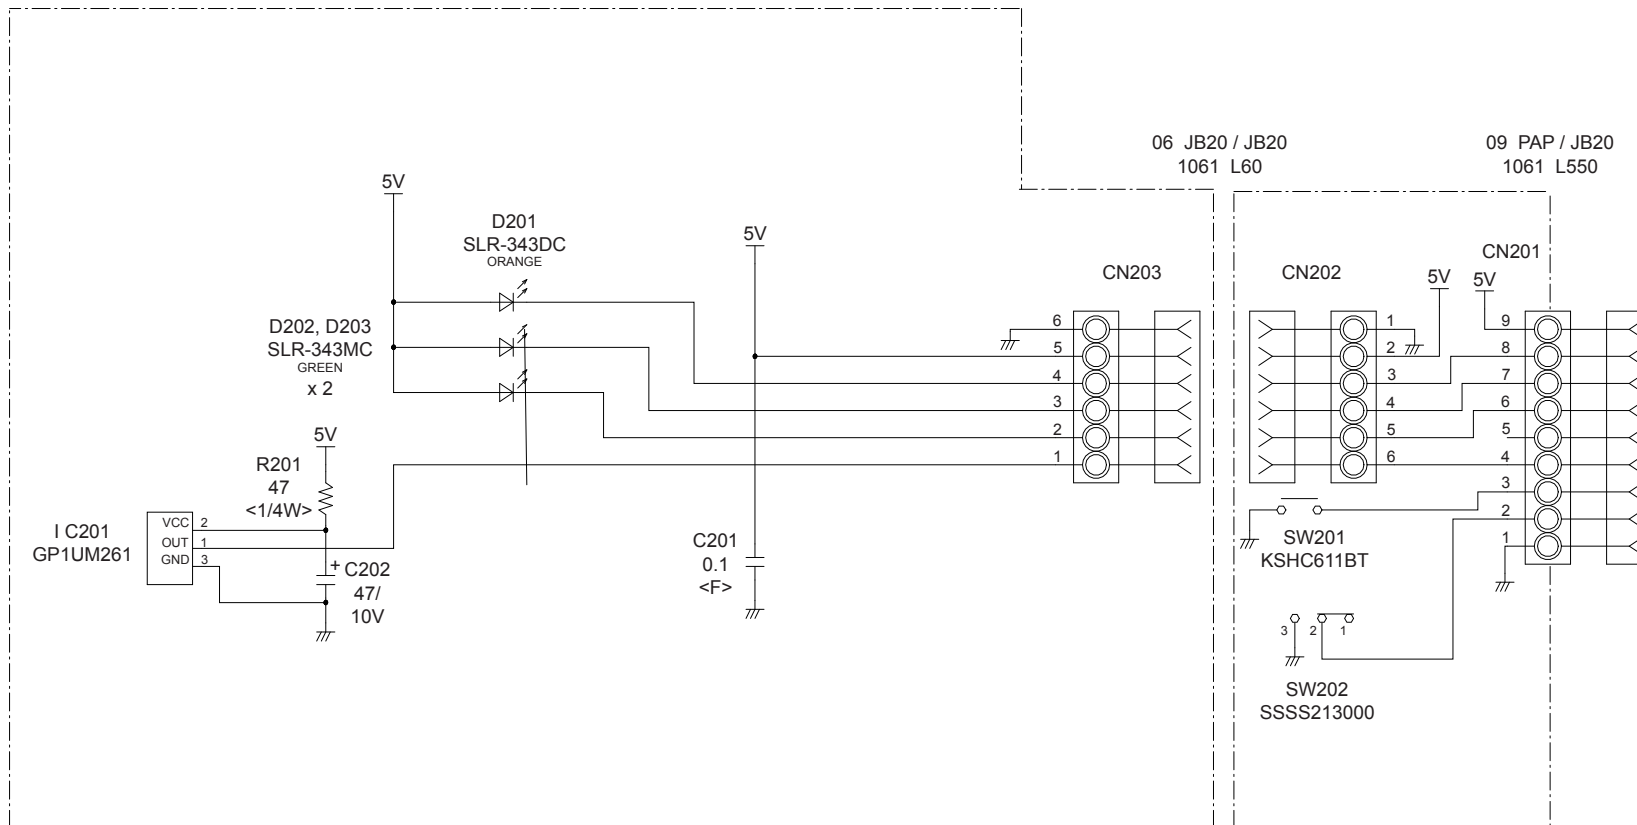 06 JB20 / JB20
1061 L60
09 PAP / JB20
1061 L550
5V
D201
SLR-343DC
ORANGE
D202, D203
SLR-343MC
GREEN
x 2
5V
R201
47
<1/4W>
I C201
GP1UM261
VCC
OUT
GND
2
1
3
+
C202
47/
10V
5V
C201
0.1
<F>
CN203
6
5
4
3
2
1
CN202
1
2
3
4
5
6
5V
5V
CN201
9
8
7
6
5
4
3
2
1
SW201
KSHC611BT
3
2
1
SW202
SSSS213000